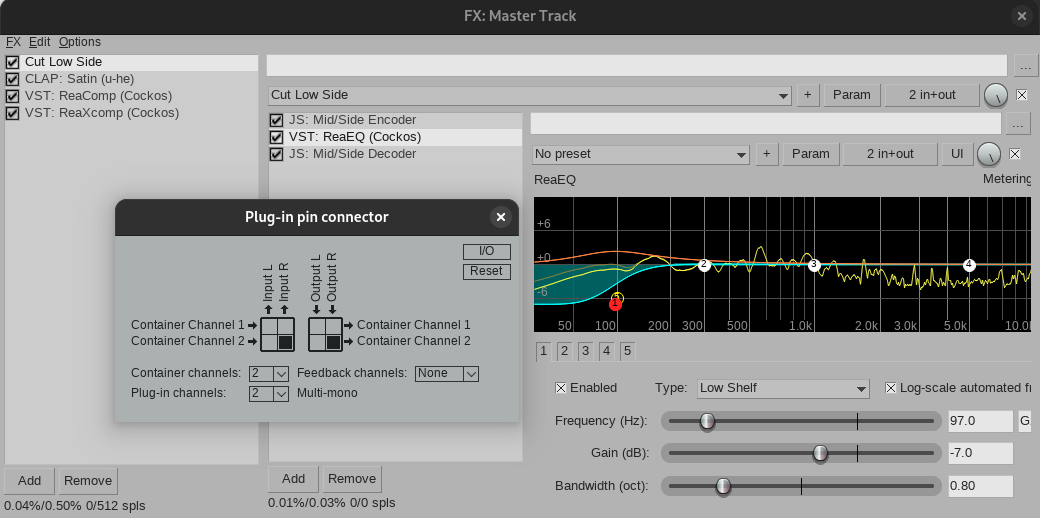 FX: Master Track
FX Edit Options
Cut Low Side
CLAP: Satin (u-he)
VST: ReaComp (Cockos)
VST: ReaXcomp (Cockos)
...
Cut Low Side + Param 2 in+out
JS: Mid/Side Encoder
VST: ReaEQ (Cockos)
JS: Mid/Side Decoder
...
No preset + Param 2 in+out UI
ReaEQ Metering
+6
+0
-6
2 3 4
50 100 200 300 500 1.0k 2.0k 3.0k 5.0k 10.0
1 2 3 4 5
Plug-in pin connector
I/O
Reset
Input L
Input R
Output L
Output R
Container Channel 1 Container Channel 1
Container Channel 2 Container Channel 2
Container channels: 2 Feedback channels: None
Plug-in channels: 2 Multi-mono
Enabled Type: Low Shelf Log-scale automated fr
Frequency (Hz): 97.0 G
Gain (dB): -7.0
Bandwidth (oct): 0.80
Add Remove
Add Remove
0.04%/0.50% 0/512 spls
0.01%/0.03% 0/0 spls